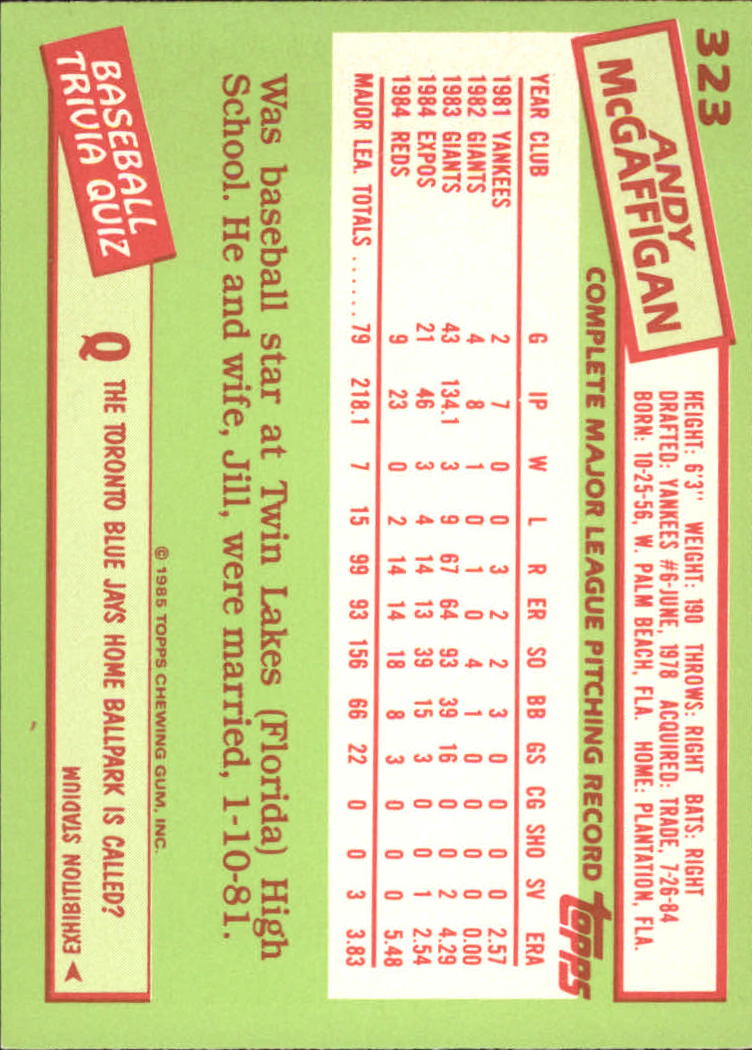 323
ANDY
McGAFFIGAN
HEIGHT: 6'3" WEIGHT: 190 THROWS: RIGHT BATS: RIGHT
DRAFTED: YANKEES #6-JUNE, 1978 ACQUIRED: TRADE, 7-26-84
BORN: 10-25-56, W. PALM BEACH, FLA. HOME: PLANTATION, FLA.
COMPLETE MAJOR LEAGUE PITCHING RECORD
topps
YEAR CLUB G IP W L R ER SO BB GS CG SHO SV ERA
1981 YANKEES 2 7 0 0 3 2 2 3 0 0 0 0 2.57
1982 GIANTS 4 8 1 0 1 0 4 1 0 0 0 0 0.00
1983 GIANTS 43 134.1 3 9 67 64 93 39 16 0 0 2 4.29
1984 EXPOS 21 46 3 4 14 13 39 15 3 0 0 1 2.54
1984 REDS 9 23 0 2 14 14 18 8 3 0 0 0 5.48
MAJOR LEA. TOTALS ...... 79 218.1 7 15 99 93 156 66 22 0 0 3 3.83
Was baseball star at Twin Lakes (Florida) High
School. He and wife, Jill, were married, 1-10-81.
© 1985 TOPPS CHEWING GUM, INC.
BASEBALL
TRIVIA QUIZ
Q THE TORONTO BLUE JAYS HOME BALLPARK IS CALLED?
EXHIBITION STADIUM